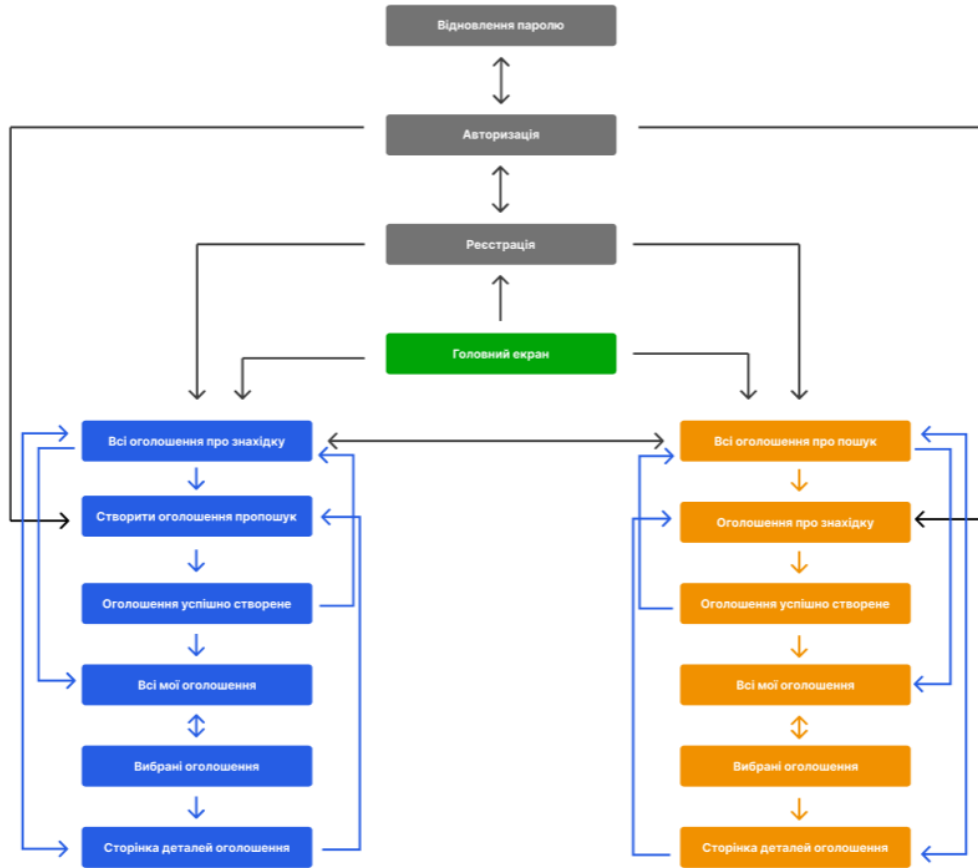 Відновлення паролю
Авторизація
Реєстрація
Головний екран
Всі оголошення про знахідку
Всі оголошення про пошук
Створити оголошення пропошук
Оголошення про знахідку
Оголошення успішно створене
Оголошення успішно створене
Всі мої оголошення
Всі мої оголошення
Вибрані оголошення
Вибрані оголошення
Сторінка деталей оголошення
Сторінка деталей оголошення